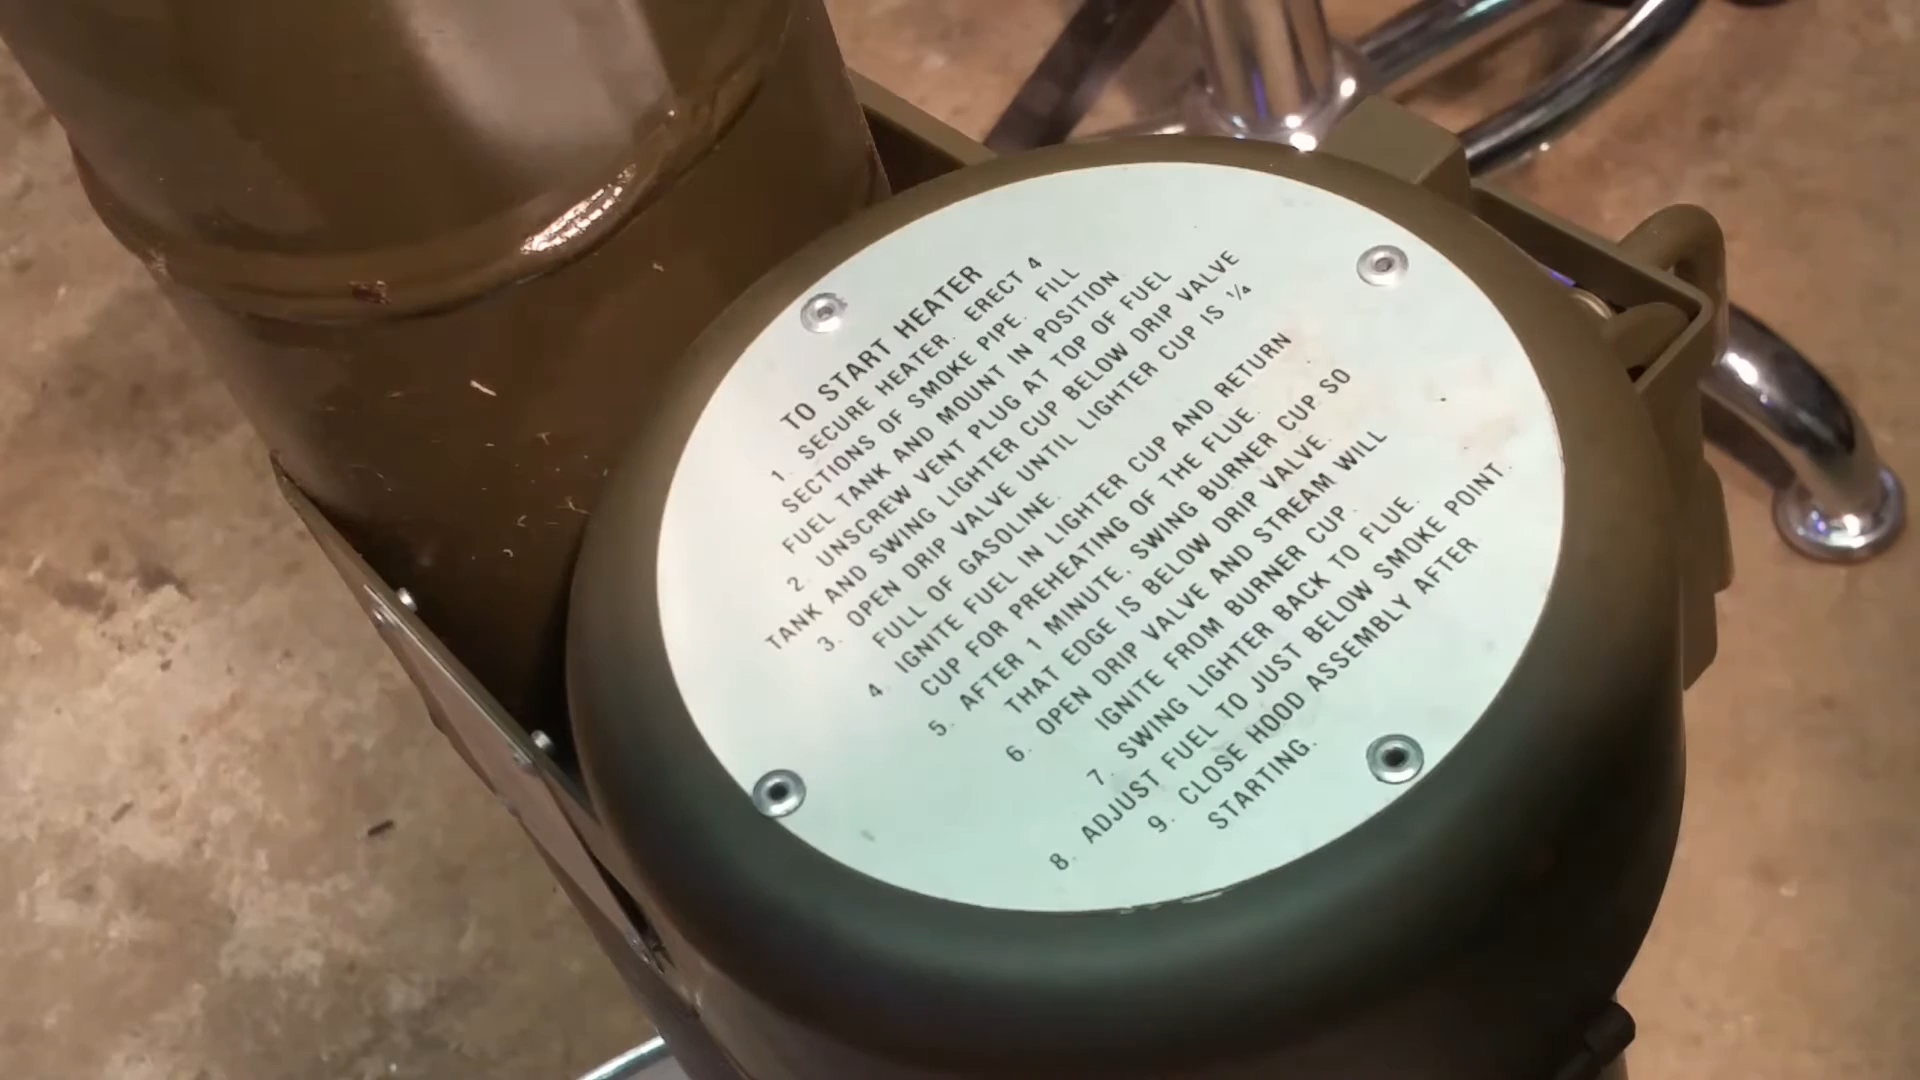 TO START HEATER
1. SECURE HEATER. ERECT 4
SECTIONS OF SMOKE PIPE. FILL
FUEL TANK AND MOUNT IN POSITION
2. UNSCREW VENT PLUG AT TOP OF FUEL
TANK AND SWING LIGHTER CUP BELOW DRIP VALVE
3. OPEN DRIP VALVE UNTIL LIGHTER CUP IS ¼
FULL OF GASOLINE.
4. IGNITE FUEL IN LIGHTER CUP AND RETURN
CUP FOR PREHEATING OF THE FLUE.
5. AFTER 1 MINUTE, SWING BURNER CUP SO
THAT EDGE IS BELOW DRIP VALVE.
6. OPEN DRIP VALVE AND STREAM WILL
IGNITE FROM BURNER CUP.
7. SWING LIGHTER BACK TO FLUE.
8. ADJUST FUEL TO JUST BELOW SMOKE POINT.
9. CLOSE HOOD ASSEMBLY AFTER
STARTING.